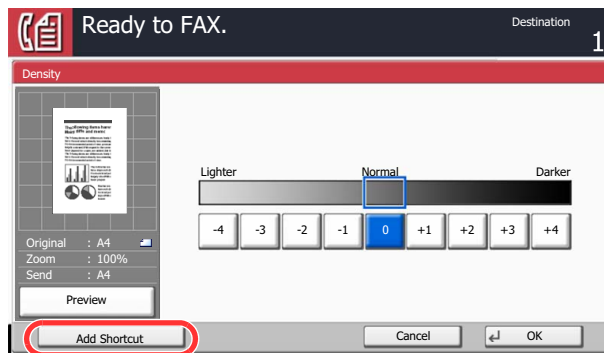 Ready to FAX.
Destination
1
Density
Lighter
Normal
Darker
-4 -3 -2 -1 0 +1 +2 +3 +4
Original : A4
Zoom : 100%
Send : A4
Preview
Add Shortcut
Cancel
OK